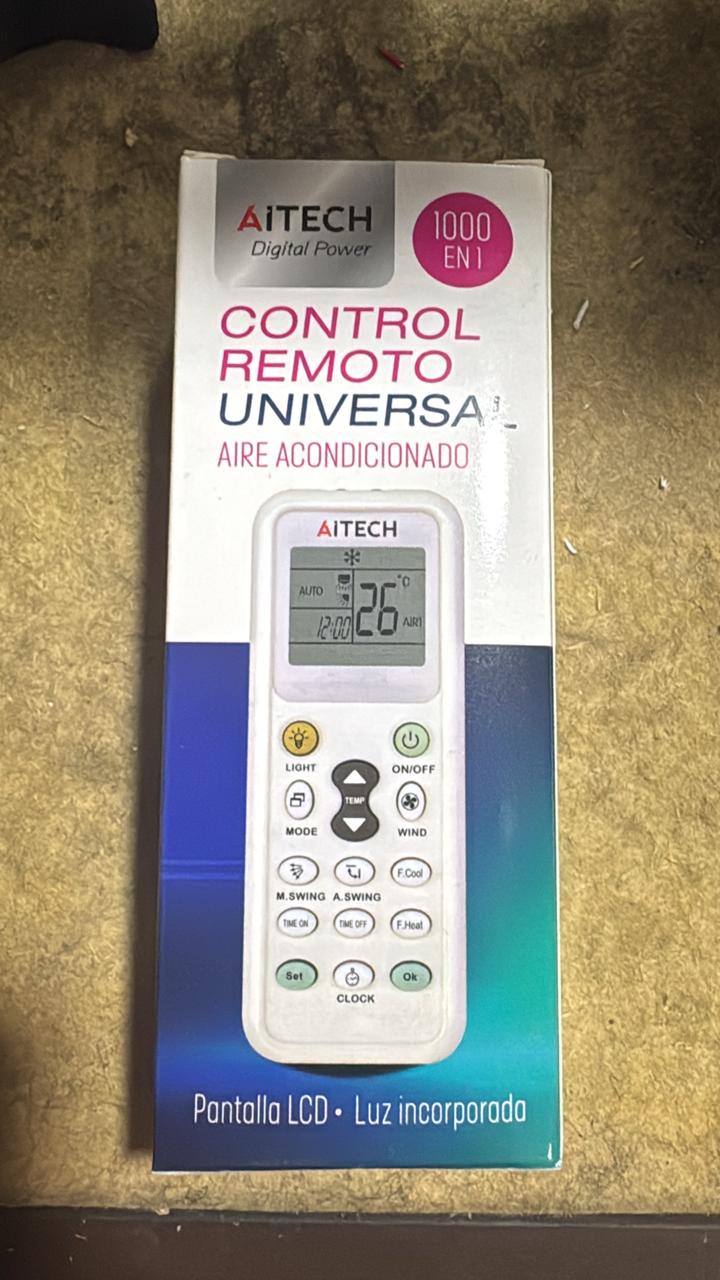 AiTECH
Digital Power
1000
EN 1
CONTROL
REMOTO
UNIVERSAL
AIRE ACONDICIONADO
AiTECH
AUTO
26 °C
12:00
AIR1
LIGHT
ON/OFF
TEMP
MODE
WIND
F.Cool
M.SWING A.SWING
TIME ON TIME OFF F.Heat
Set Ok
CLOCK
Pantalla LCD • Luz incorporada